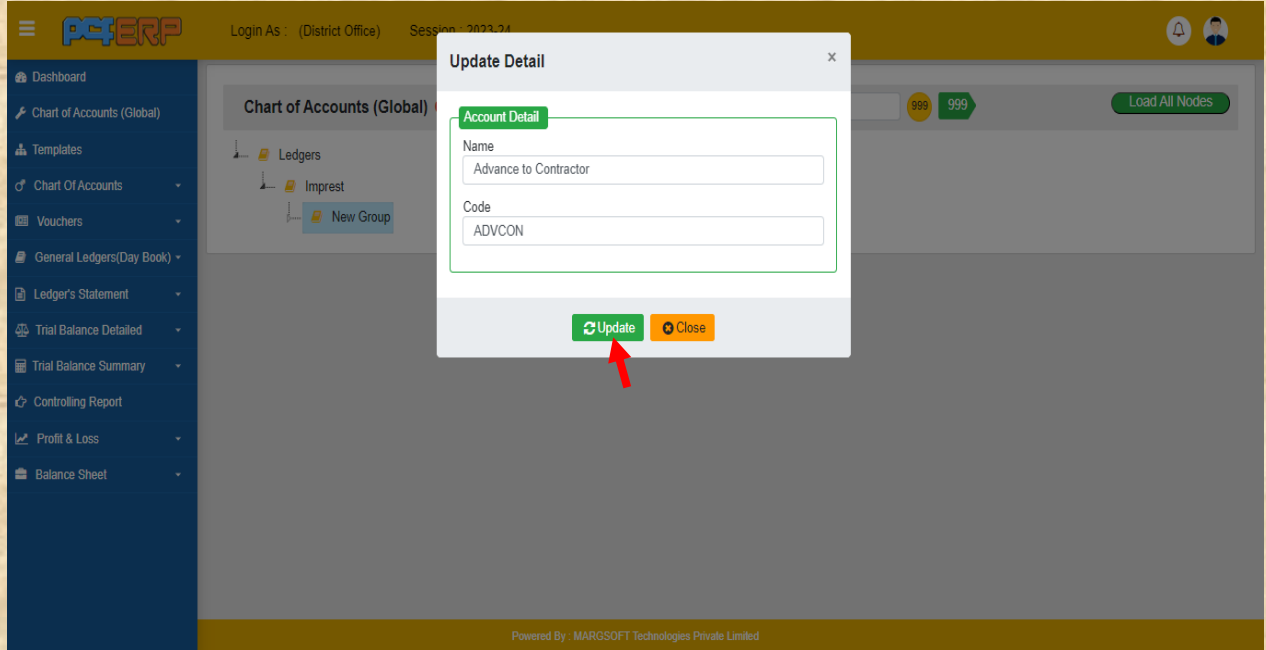 PCFERP
Login As : (District Office) Session : 2023-24
Dashboard
Chart of Accounts (Global)
Templates
Chart Of Accounts
Vouchers
General Ledgers(Day Book)
Ledger's Statement
Trial Balance Detailed
Trial Balance Summary
Controlling Report
Profit & Loss
Balance Sheet
Chart of Accounts (Global)
999
999
Load All Nodes
Ledgers
Imprest
New Group
Update Detail
×
Account Detail
Name
Advance to Contractor
Code
ADVCON
Update
Close
Powered By : MARGSOFT Technologies Private Limited